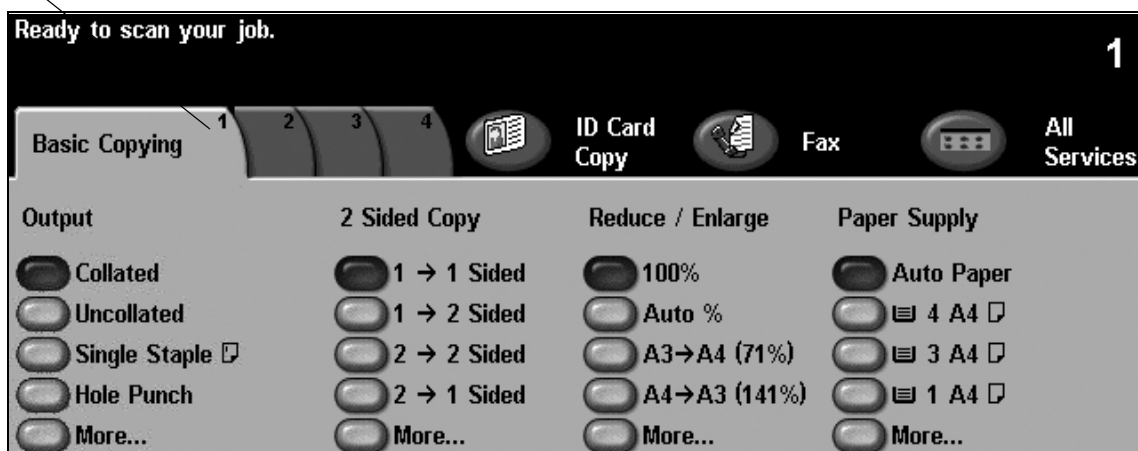 Ready to scan your job.
1
Basic Copying
1
2
3
4
ID Card
Copy
Fax
All
Services
Output
Collated
Uncollated
Single Staple
Hole Punch
More...
2 Sided Copy
1 → 1 Sided
1 → 2 Sided
2 → 2 Sided
2 → 1 Sided
More...
Reduce / Enlarge
100%
Auto %
A3→A4 (71%)
A4→A3 (141%)
More...
Paper Supply
Auto Paper
4 A4
3 A4
1 A4
More...